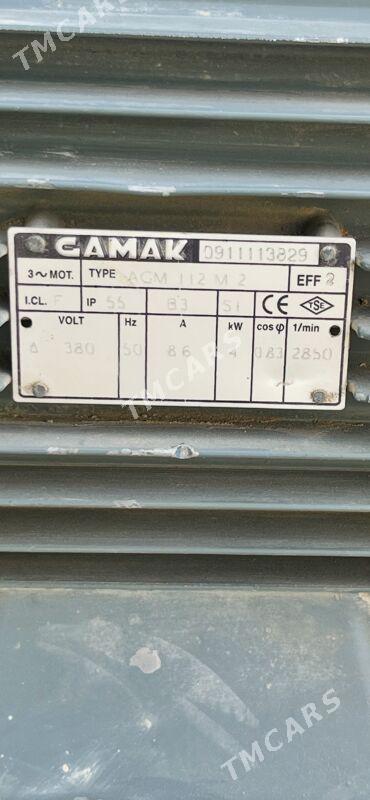 TMCARS
GAMAK 0911113829
3~MOT. TYPE AGM 112 M 2 EFF 2
I.CL. F IP 55 B3 S1 CE TSE
VOLT Hz A kW cos φ 1/min
Δ 380 50 8.6 4 0.83 2850
TMCARS
TMCARS